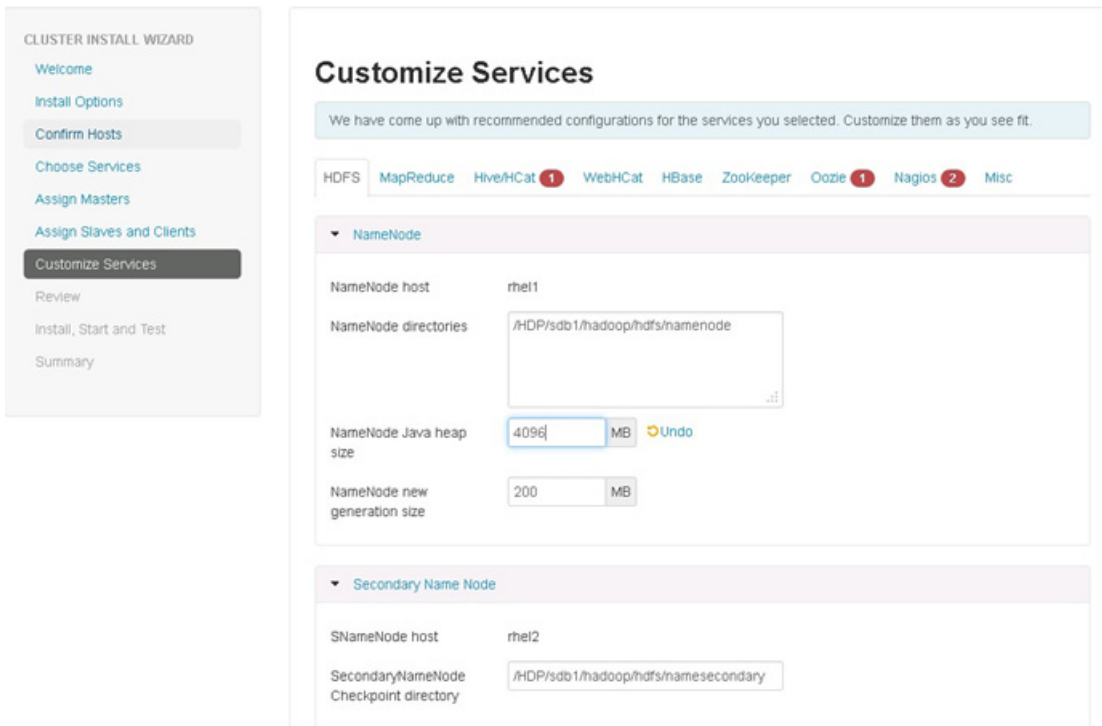 CLUSTER INSTALL WIZARD
Welcome
Install Options
Confirm Hosts
Choose Services
Assign Masters
Assign Slaves and Clients
Customize Services
Review
Install, Start and Test
Summary
Customize Services
We have come up with recommended configurations for the services you selected. Customize them as you see fit.
HDFS MapReduce Hive/HCat 1 WebHCat HBase ZooKeeper Oozie 1 Nagios 2 Misc
NameNode
NameNode host rhel1
NameNode directories /HDP/sdb1/hadoop/hdfs/namenode
NameNode Java heap 4096 MB Undo
size
NameNode new 200 MB
generation size
Secondary Name Node
SNameNode host rhel2
SecondaryNameNode /HDP/sdb1/hadoop/hdfs/namesecondary
Checkpoint directory